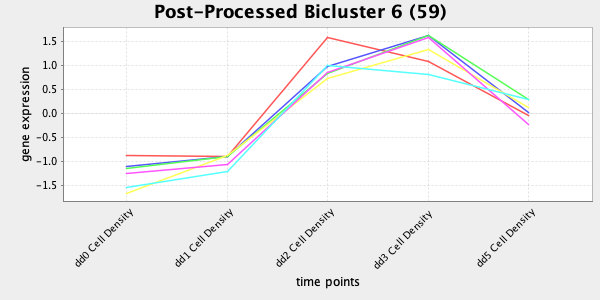 Post-Processed Bicluster 6 (59)
gene expression
1.5
1.0
0.5
0.0
-0.5
-1.0
-1.5
dd0 Cell Density
dd1 Cell Density
dd2 Cell Density
dd3 Cell Density
dd5 Cell Density
time points